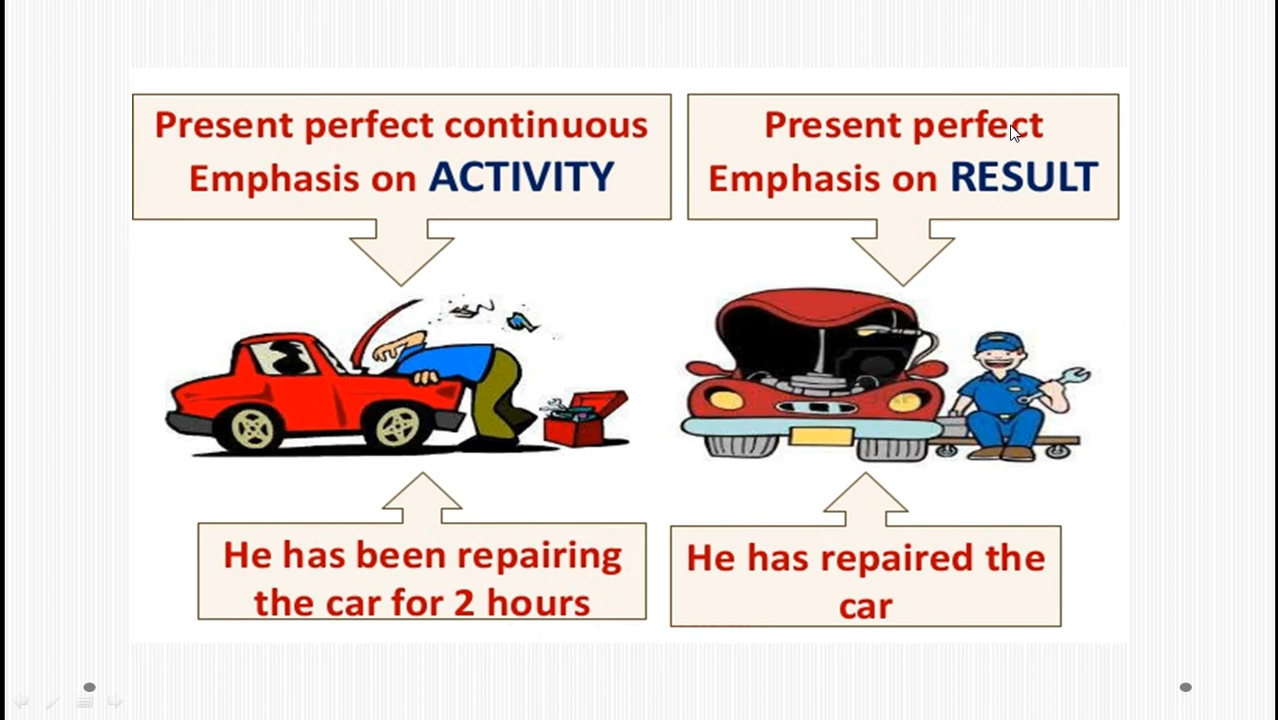 Present perfect continuous
Emphasis on ACTIVITY
Present perfect
Emphasis on RESULT
He has been repairing
the car for 2 hours
He has repaired the
car